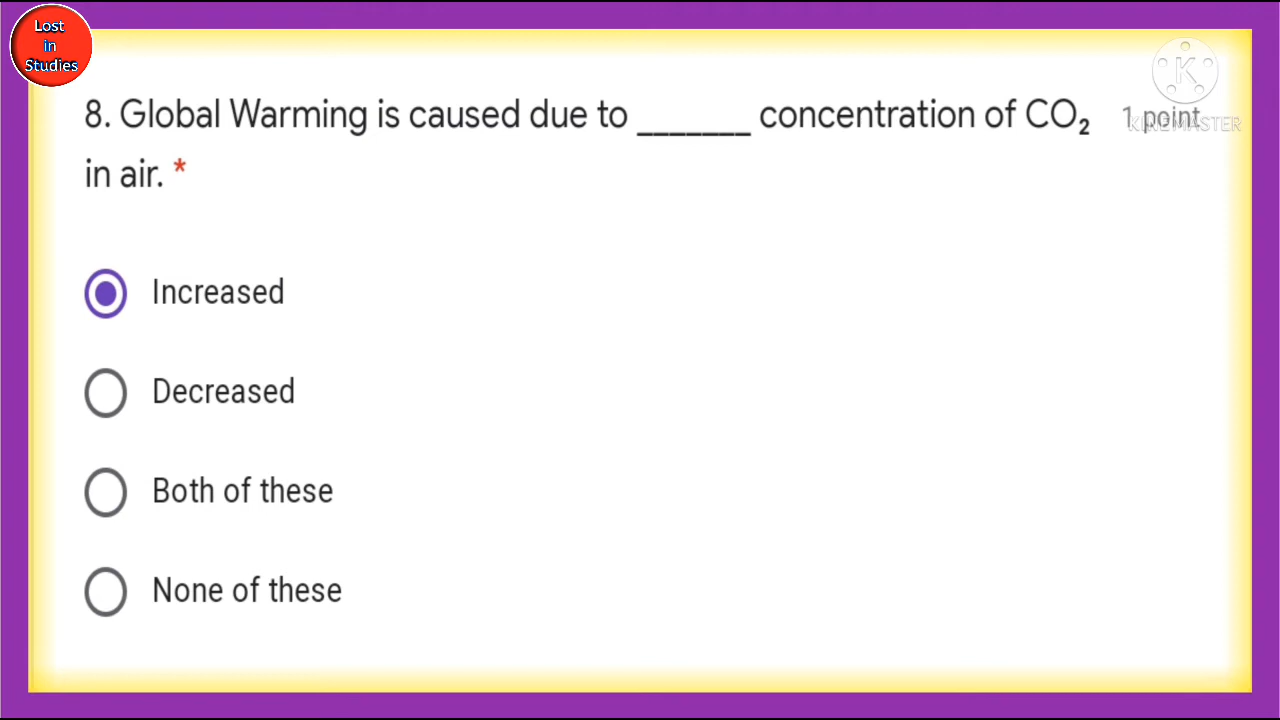 Lost
in
Studies
8. Global Warming is caused due to _______ concentration of CO₂ 1 point
KINEMASTER
in air. *
Increased
Decreased
Both of these
None of these